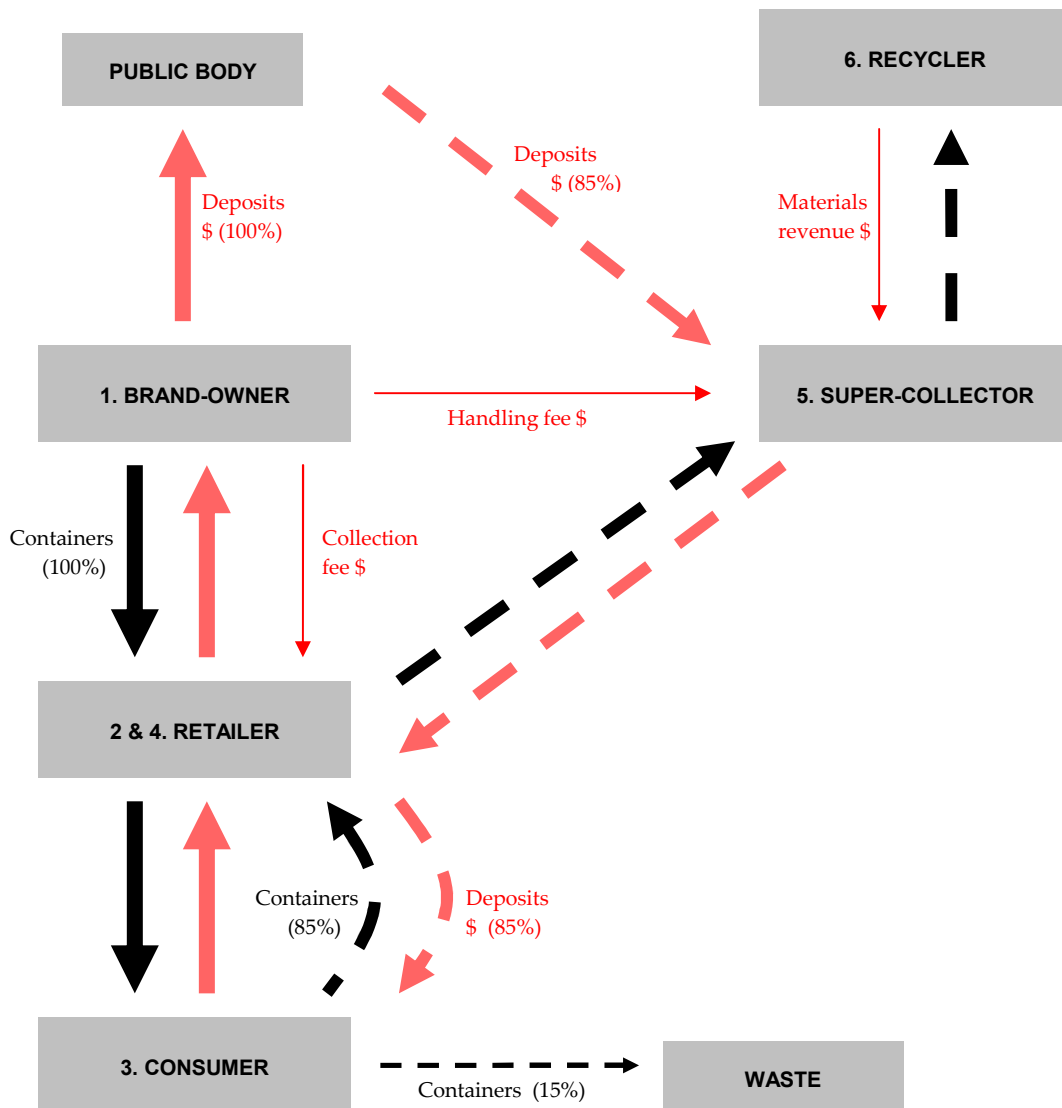 PUBLIC BODY
6. RECYCLER
Deposits
$ (85%)
Deposits
$ (100%)
Materials
revenue $
1. BRAND-OWNER
5. SUPER-COLLECTOR
Handling fee $
Containers
(100%)
Collection
fee $
2 & 4. RETAILER
Containers
(85%)
Deposits
$ (85%)
3. CONSUMER
WASTE
Containers (15%)